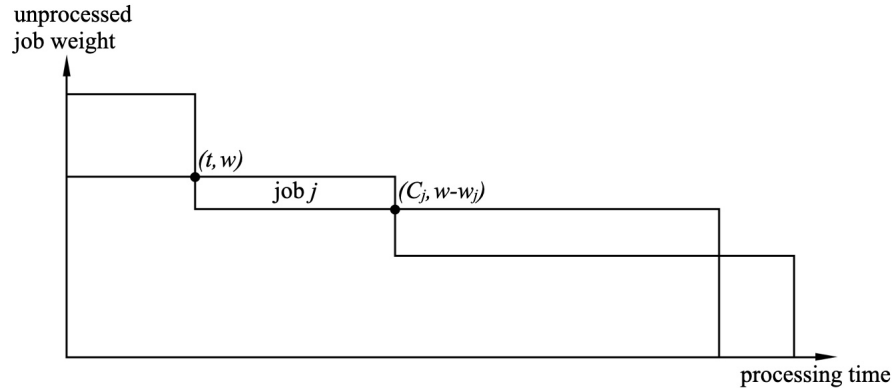 unprocessed
job weight
(t, w)
job j
(Cj, w-wj)
processing time